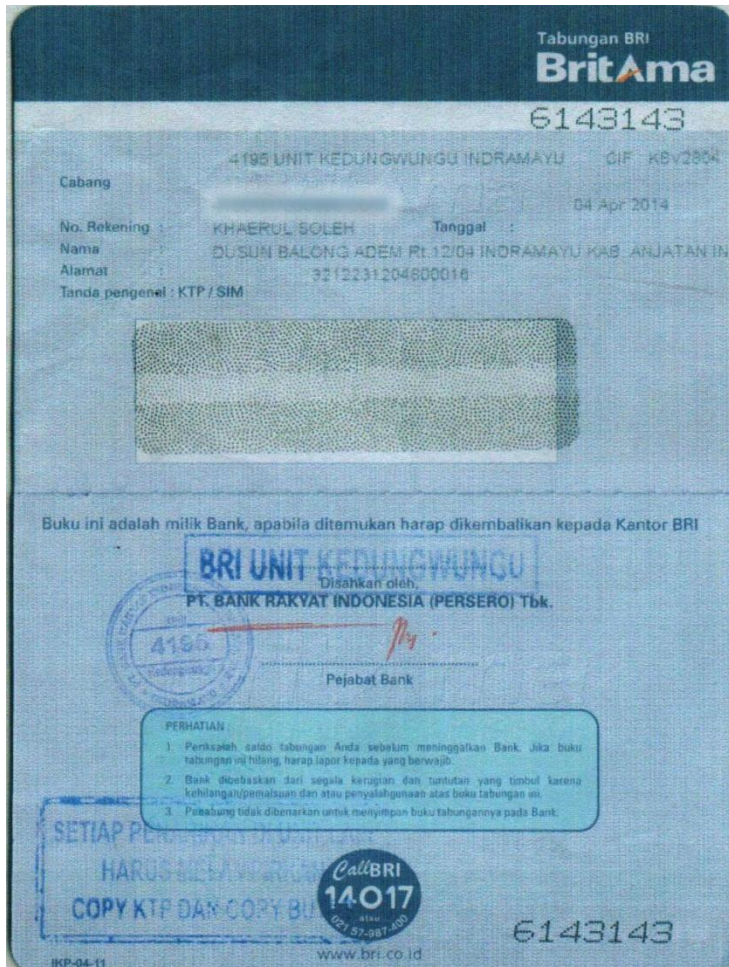 Tabungan BRI
BritAma
6143143
4195 UNIT KEDUNGWUNGU INDRAMAYU CIF KBV2804
Cabang
04 Apr 2014
No. Rekening : KHAERUL SOLEH Tanggal :
Nama : DUSUN BALONG ADEM Rt.12/04 INDRAMAYU KAB ANJATAN IN
Alamat : 3212231204800016
Tanda pengenal : KTP / SIM
Buku ini adalah milik Bank, apabila ditemukan harap dikembalikan kepada Kantor BRI
BRI UNIT KEDUNGWUNGU
Disahkan oleh,
PT. BANK RAKYAT INDONESIA (PERSERO) Tbk.
4195
Pejabat Bank
PERHATIAN :
1. Periksalah saldo tabungan Anda sebelum meninggalkan Bank. Jika buku
tabungan ini hilang, harap lapor kepada yang berwajib.
2. Bank dibebaskan dari segala kerugian dan tuntutan yang timbul karena
kehilangan/pemalsuan dan atau penyalahgunaan atas buku tabungan ini.
3. Penabung tidak dibenarkan untuk menyimpan buku tabungannya pada Bank.
SETIAP
HARUS
COPY KTP DAN COPY
CallBRI
14017
atau
021 57-987-400
www.bri.co.id
6143143
IKP-04-11